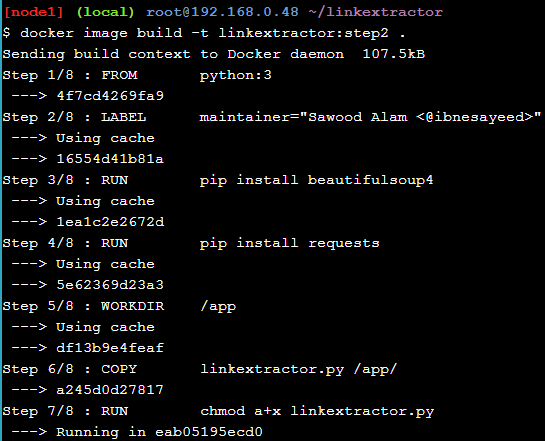 [node1] (local) root@192.168.0.48 ~/linkextractor
$ docker image build -t linkextractor:step2 .
Sending build context to Docker daemon  107.5kB
Step 1/8 : FROM        python:3
 ---> 4f7cd4269fa9
Step 2/8 : LABEL       maintainer="Sawood Alam <@ibnesayeed>"
 ---> Using cache
 ---> 16554d41b81a
Step 3/8 : RUN         pip install beautifulsoup4
 ---> Using cache
 ---> 1ea1c2e2672d
Step 4/8 : RUN         pip install requests
 ---> Using cache
 ---> 5e62369d23a3
Step 5/8 : WORKDIR     /app
 ---> Using cache
 ---> df13b9e4feaf
Step 6/8 : COPY        linkextractor.py /app/
 ---> a245d0d27817
Step 7/8 : RUN         chmod a+x linkextractor.py
 ---> Running in eab05195ecd0